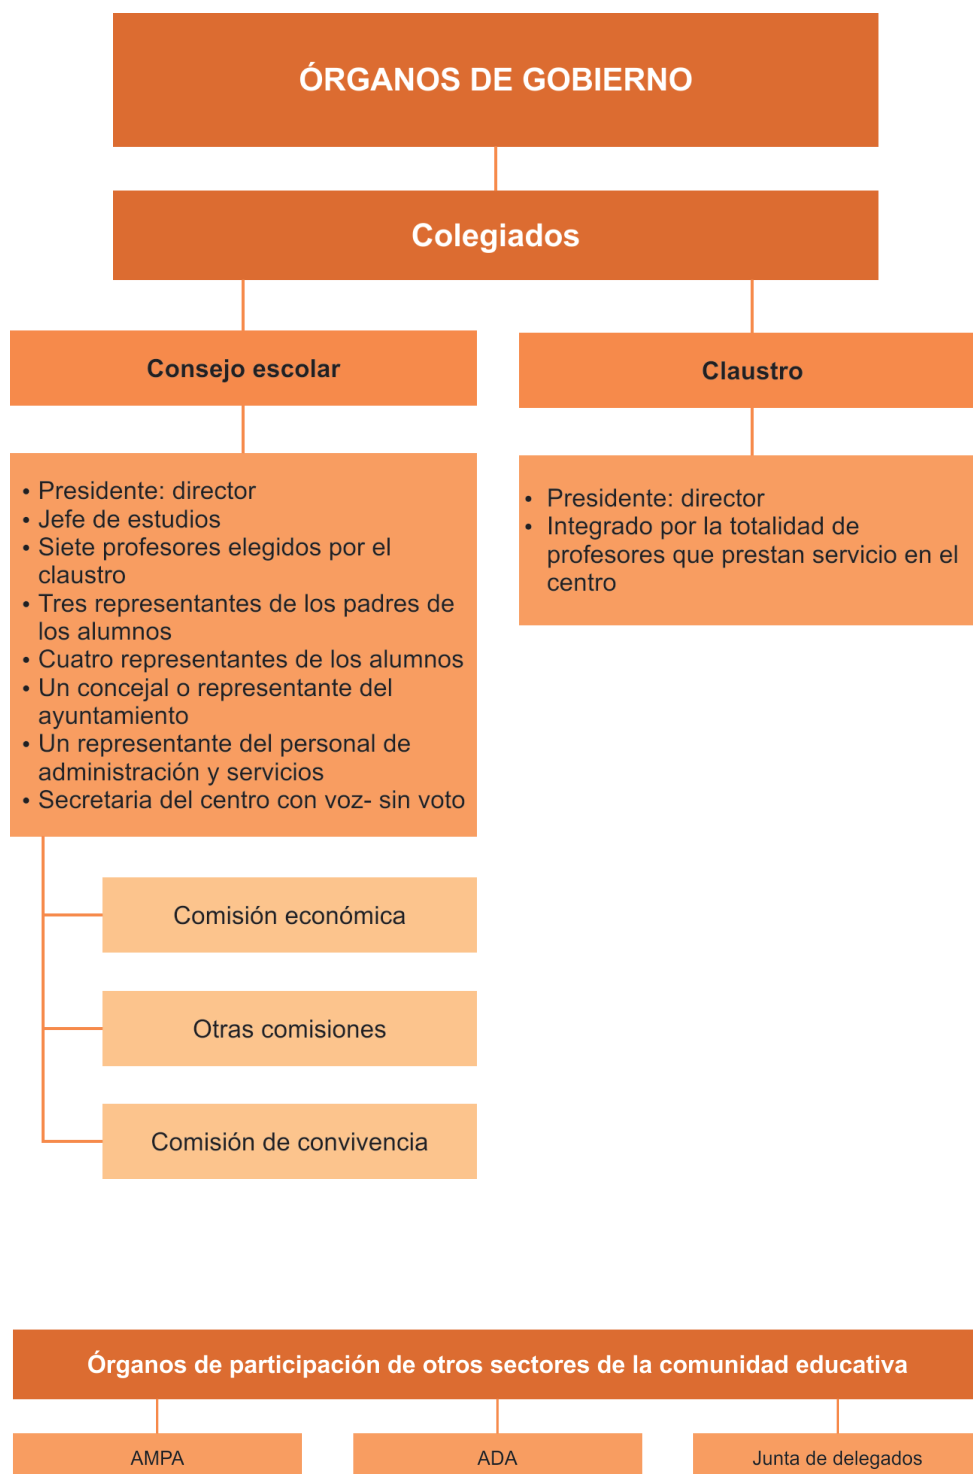 ÓRGANOS DE GOBIERNO
Colegiados
Consejo escolar
• Presidente: director
• Jefe de estudios
• Siete profesores elegidos por el
claustro
• Tres representantes de los padres de
los alumnos
• Cuatro representantes de los alumnos
• Un concejal o representante del
ayuntamiento
• Un representante del personal de
administración y servicios
• Secretaria del centro con voz- sin voto
Comisión económica
Otras comisiones
Comisión de convivencia
Claustro
• Presidente: director
• Integrado por la totalidad de
profesores que prestan servicio en el
centro
Órganos de participación de otros sectores de la comunidad educativa
AMPA
ADA
Junta de delegados